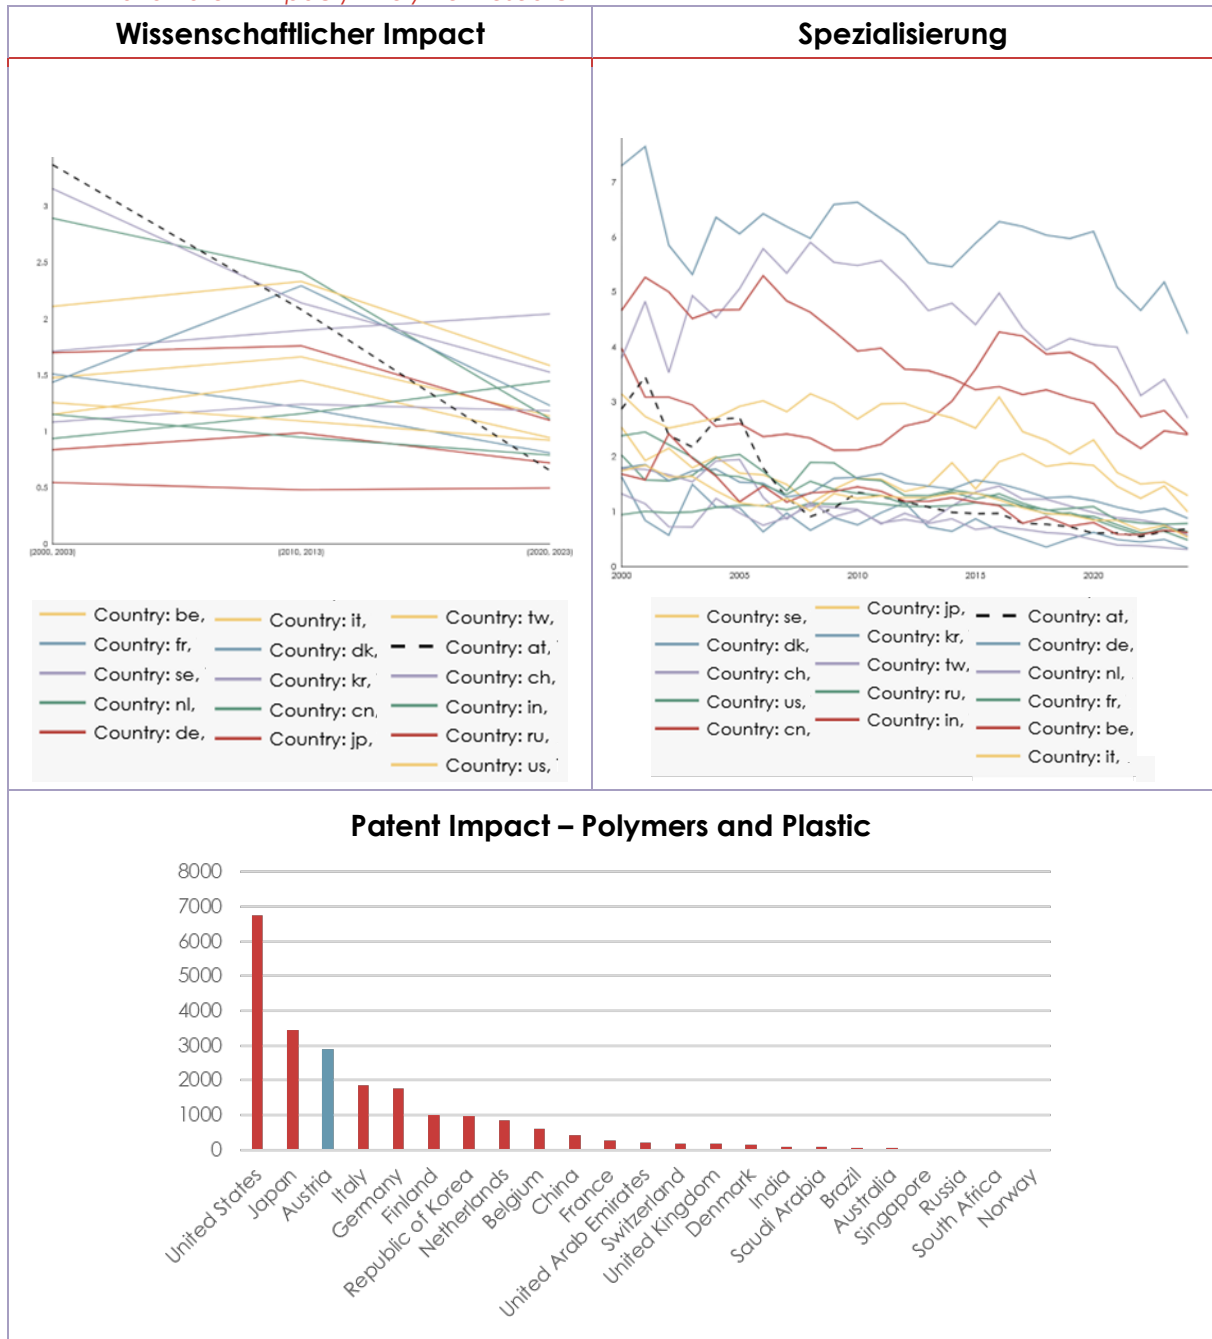 Wissenschaftlicher Impact
Spezialisierung
3
2.5
2
1.5
1
0.5
0
[2000, 2003)
[2010, 2013)
[2020, 2023)
Country: be,
Country: fr,
Country: se,
Country: nl,
Country: de,
Country: it,
Country: dk,
Country: kr,
Country: cn,
Country: jp,
Country: tw,
Country: at,
Country: ch,
Country: in,
Country: ru,
Country: us,
7
6
5
4
3
2
1
0
2000
2005
2010
2015
2020
Country: se,
Country: dk,
Country: ch,
Country: us,
Country: cn,
Country: jp,
Country: kr,
Country: tw,
Country: ru,
Country: in,
Country: at,
Country: de,
Country: nl,
Country: fr,
Country: be,
Country: it,
Patent Impact – Polymers and Plastic
8000
7000
6000
5000
4000
3000
2000
1000
0
United States
Japan
Austria
Italy
Germany
Finland
Republic of Korea
Netherlands
Belgium
China
France
United Arab Emirates
Switzerland
United Kingdom
Denmark
India
Saudi Arabia
Brazil
Australia
Singapore
Russia
South Africa
Norway